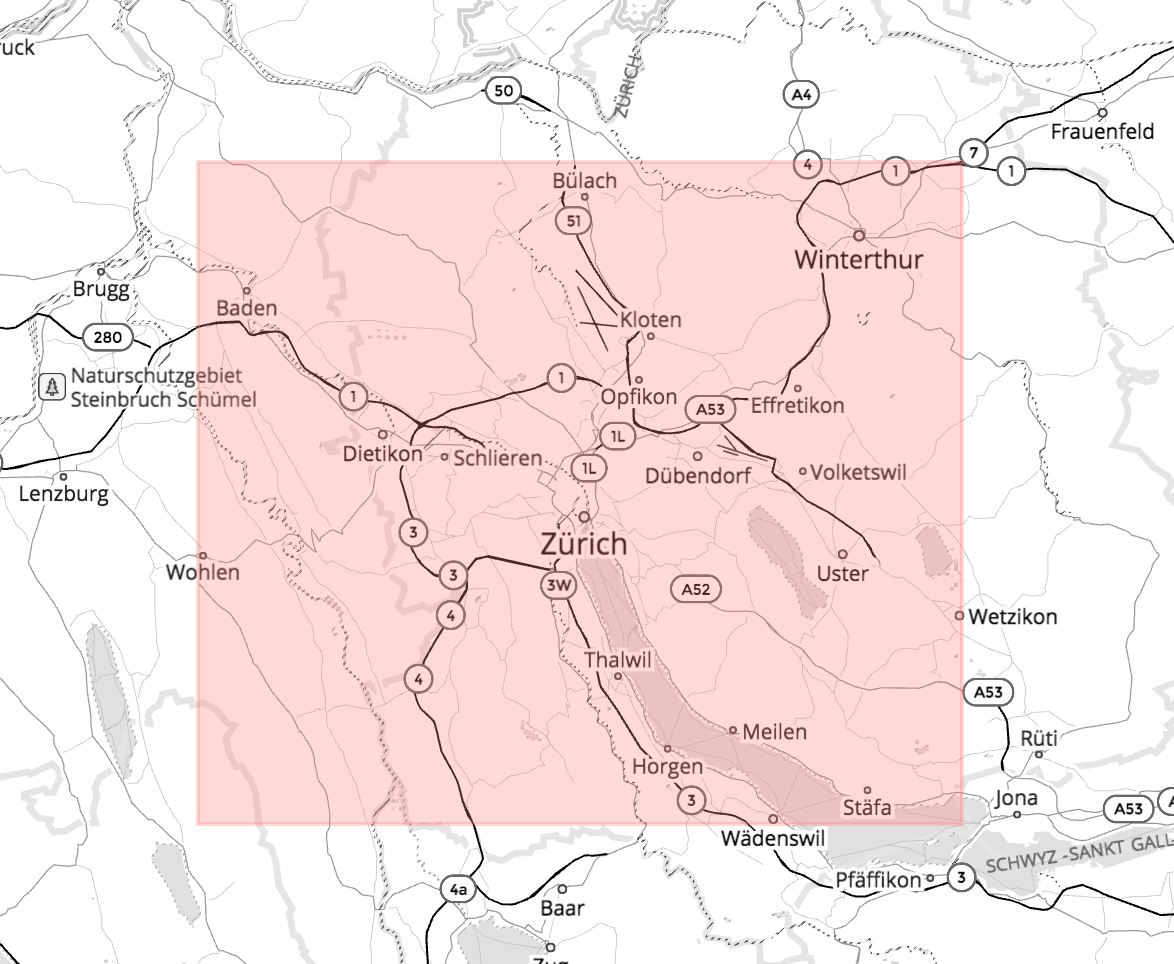 ruck
50
ZÜRICH
A4
Frauenfeld
7
4
1
1
Bülach
51
Winterthur
Brugg
Baden
280
Kloten
Naturschutzgebiet
Steinbruch Schümel
1
1
Opfikon
A53
Effretikon
1L
Dietikon
Schlieren
1L
Dübendorf
Volketswil
Lenzburg
3
Zürich
Wohlen
3
3W
A52
Uster
4
Wetzikon
Thalwil
4
A53
Meilen
Rüti
Horgen
3
Stäfa
Jona
A53
A
Wädenswil
SCHWYZ - SANKT GALL
Pfäffikon
3
4a
Baar
Zug